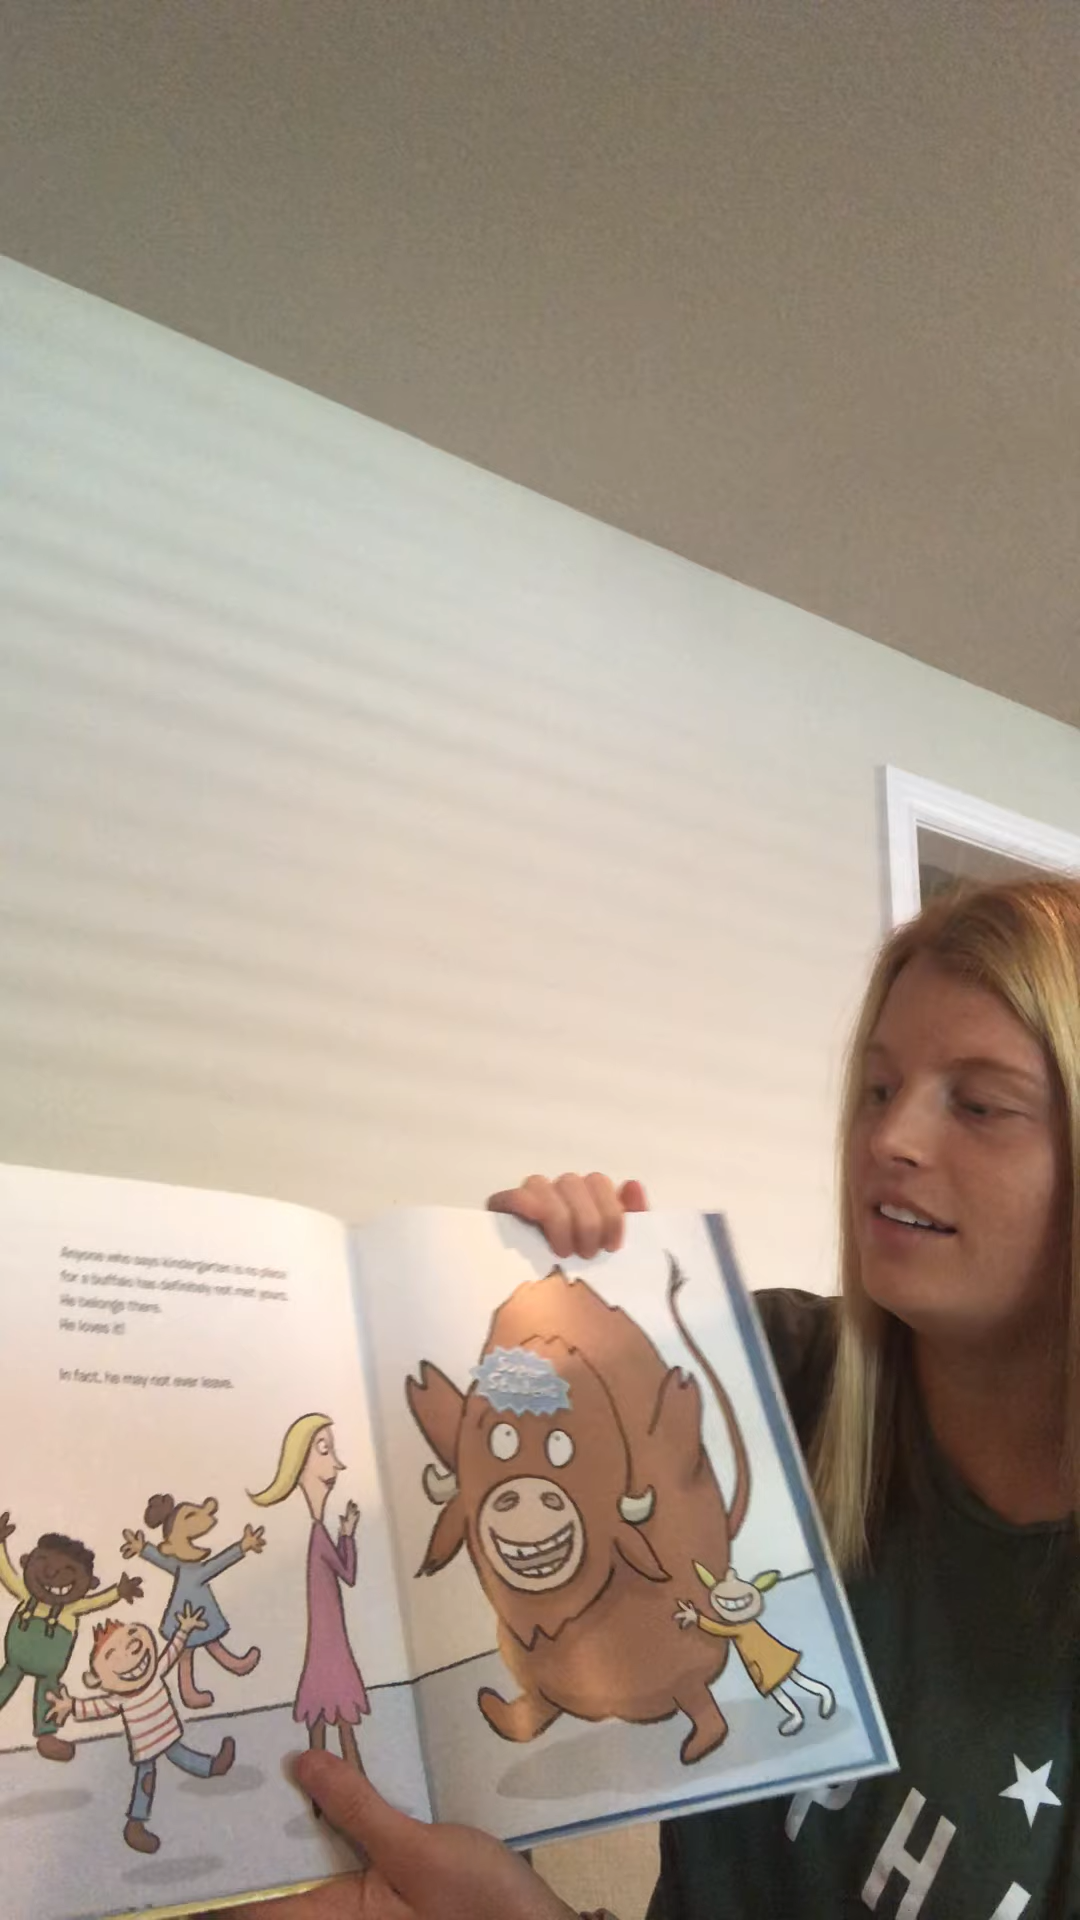 Anyone who says kindergarten is no place
for a buffalo has definitely not met yours.
He belongs there.
He loves it!
In fact, he may not ever leave.
Super
Student
PHI